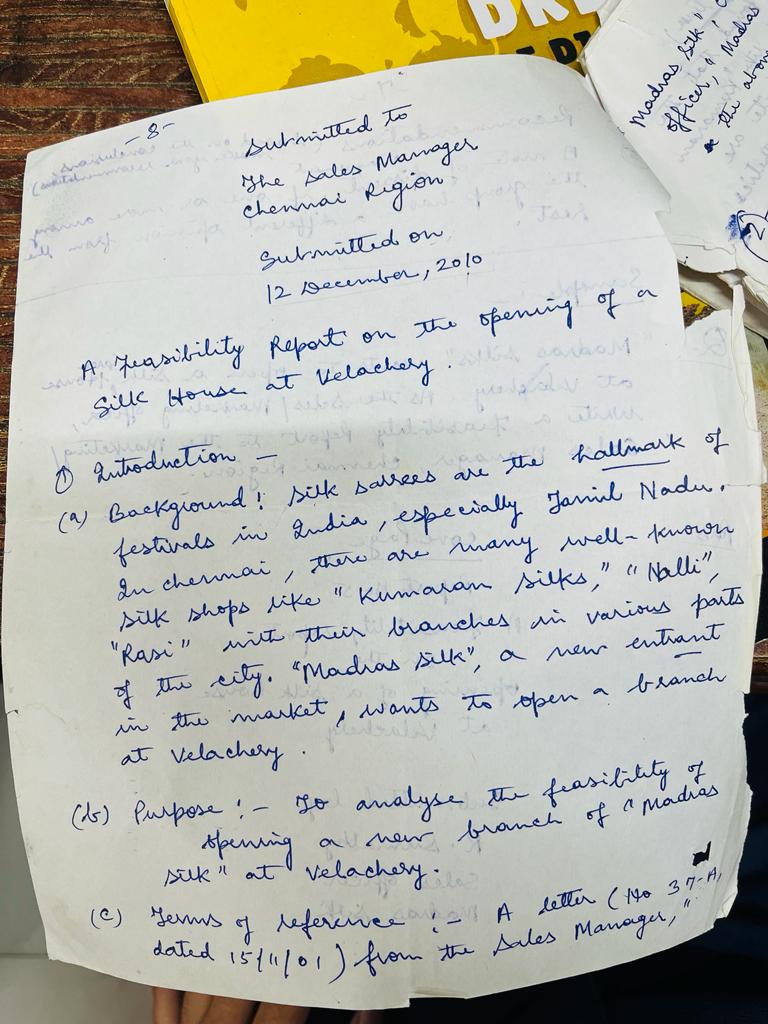 -8-
Submitted to
The Sales Manager
Chennai Region
Submitted on
12 December, 2010
A Feasibility Report on the opening of a
Silk House at Velachery.
① Introduction –
(a) Background! Silk sarees are the hallmark of
festivals in India, especially Tamil Nadu.
In chennai, there are many well-known
silk shops like "Kumaran silks," "Nalli",
"Rasi" with their branches in various parts
of the city. "Madras Silk", a new entrant
in the market, wants to open a branch
at Velachery.
(b) Purpose :- To analyse the feasibility of
opening a new branch of "Madras
silk" at Velachery.
(c) Terms of reference :- A letter (No 37-A,
dated 15/11/01) from the Sales Manager,"
Madras Silk"
officer, "Madras
the above
2